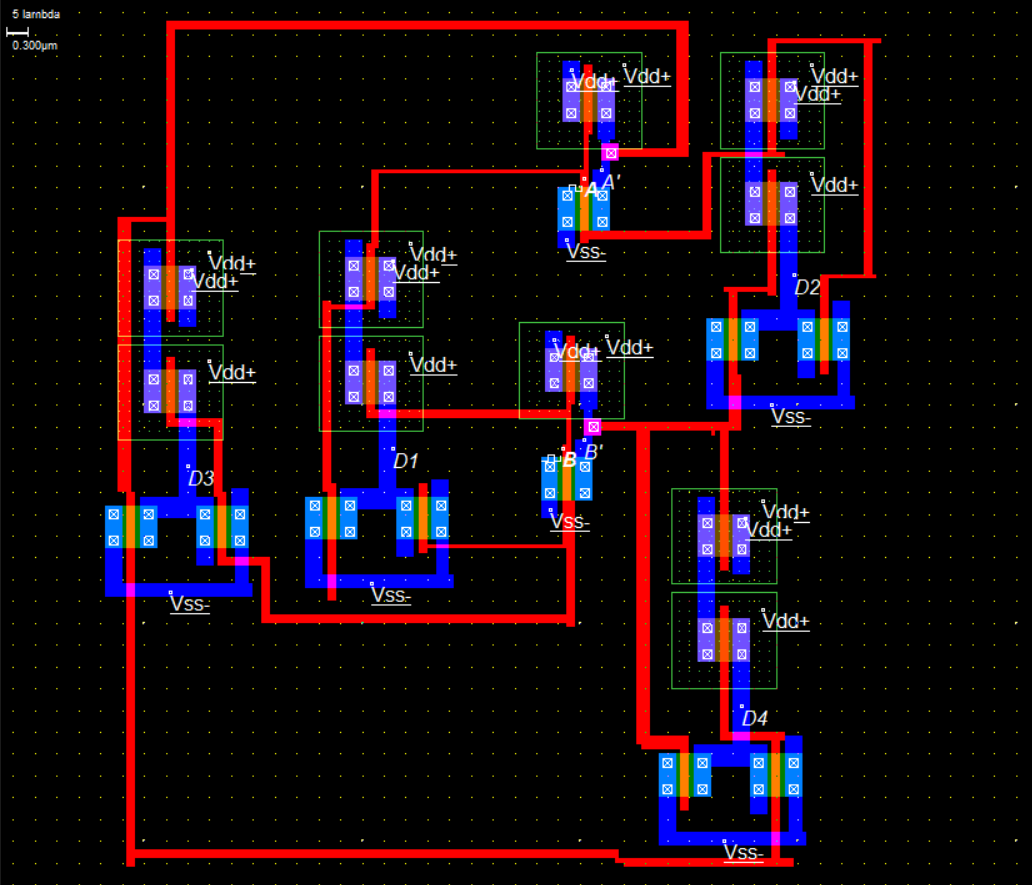 5 lambda
0.300µm
Vdd+ Vdd+
Vdd+
Vdd+
A A'
Vdd+
Vss-
Vdd+
Vdd+
Vdd+
Vdd+
D2
Vdd+ Vdd+
Vdd+
Vdd+
Vss-
B B'
D1
D3
Vdd+
Vdd+
Vss-
Vss-
Vss-
Vdd+
D4
Vss-